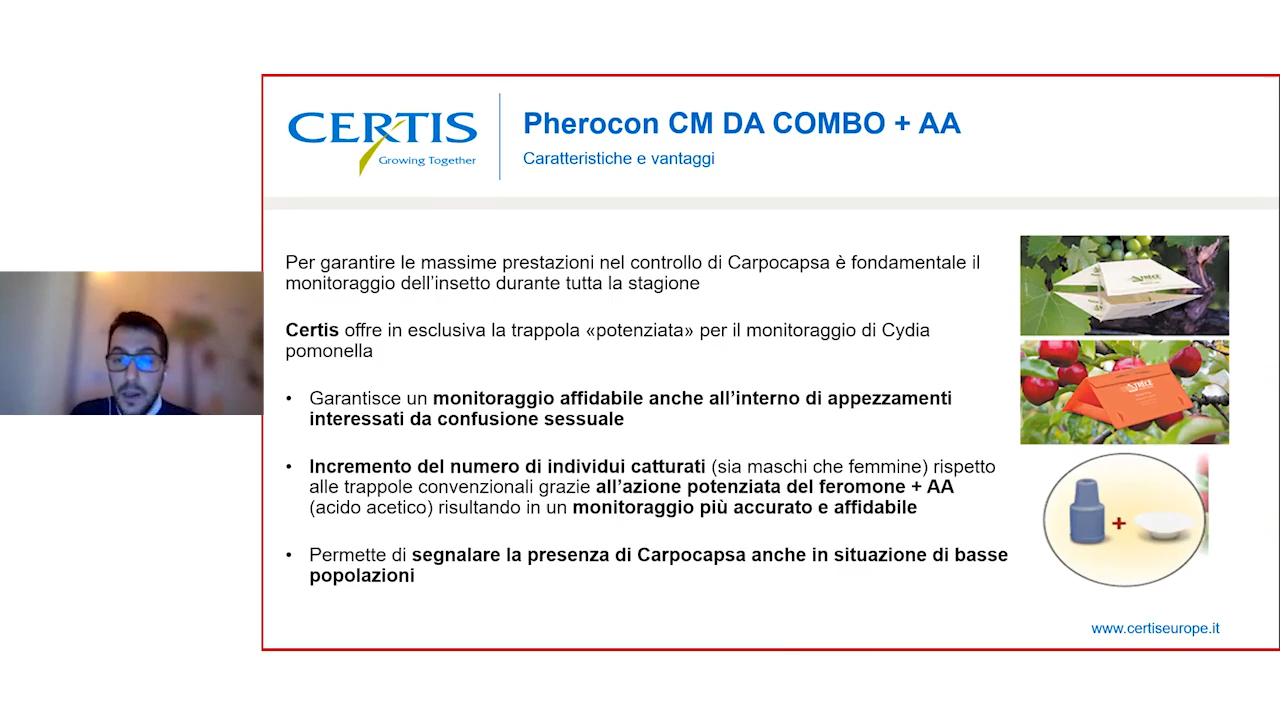 CERTIS
Growing Together
Pherocon CM DA COMBO + AA
Caratteristiche e vantaggi
Per garantire le massime prestazioni nel controllo di Carpocapsa è fondamentale il
monitoraggio dell’insetto durante tutta la stagione
Certis offre in esclusiva la trappola «potenziata» per il monitoraggio di Cydia
pomonella
• Garantisce un monitoraggio affidabile anche all’interno di appezzamenti
interessati da confusione sessuale
• Incremento del numero di individui catturati (sia maschi che femmine) rispetto
alle trappole convenzionali grazie all’azione potenziata del feromone + AA
(acido acetico) risultando in un monitoraggio più accurato e affidabile
• Permette di segnalare la presenza di Carpocapsa anche in situazione di basse
popolazioni
TRÉCÉ
TRÉCÉ
+
www.certiseurope.it